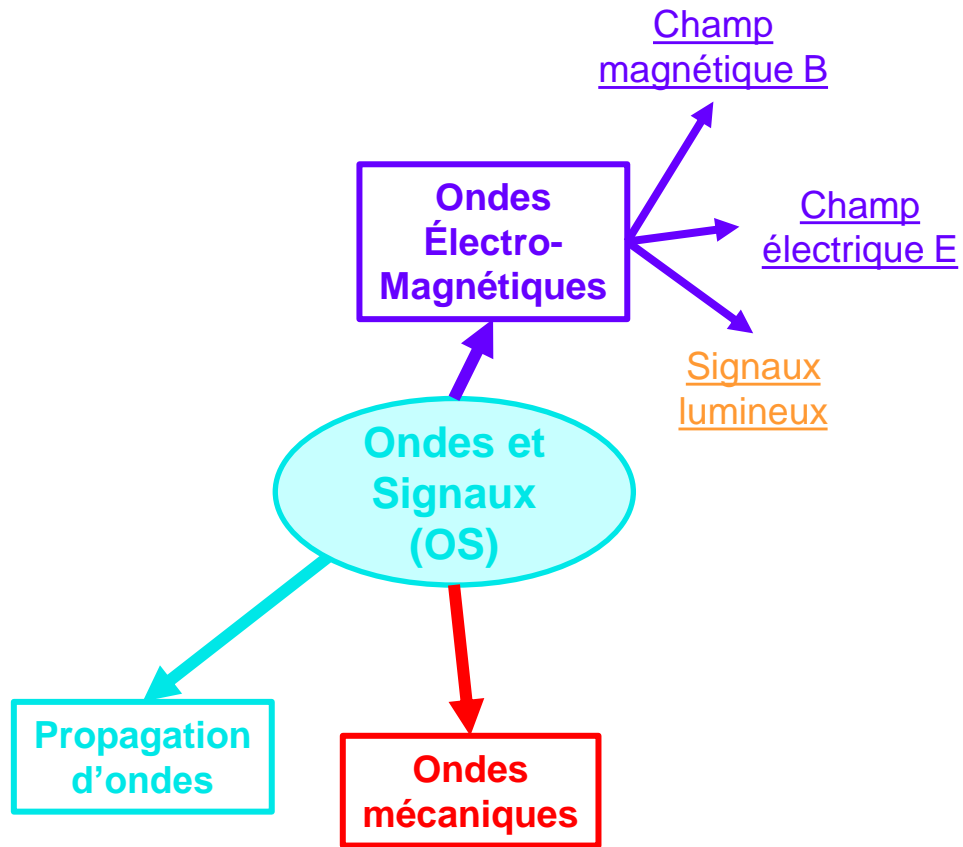 Champ
magnétique B
Ondes
Électro-
Magnétiques
Champ
électrique E
Signaux
lumineux
Ondes et
Signaux
(OS)
Propagation
d’ondes
Ondes
mécaniques